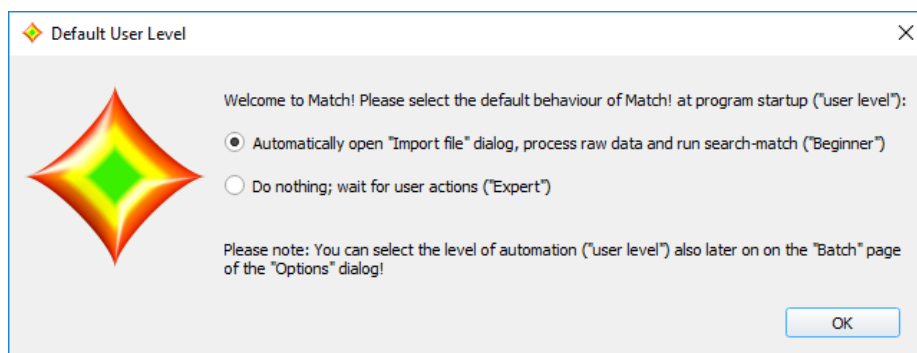 Default User Level
Welcome to Match! Please select the default behaviour of Match! at program startup ("user level"):
Automatically open "Import file" dialog, process raw data and run search-match ("Beginner")
Do nothing; wait for user actions ("Expert")
Please note: You can select the level of automation ("user level") also later on on the "Batch" page
of the "Options" dialog!
OK